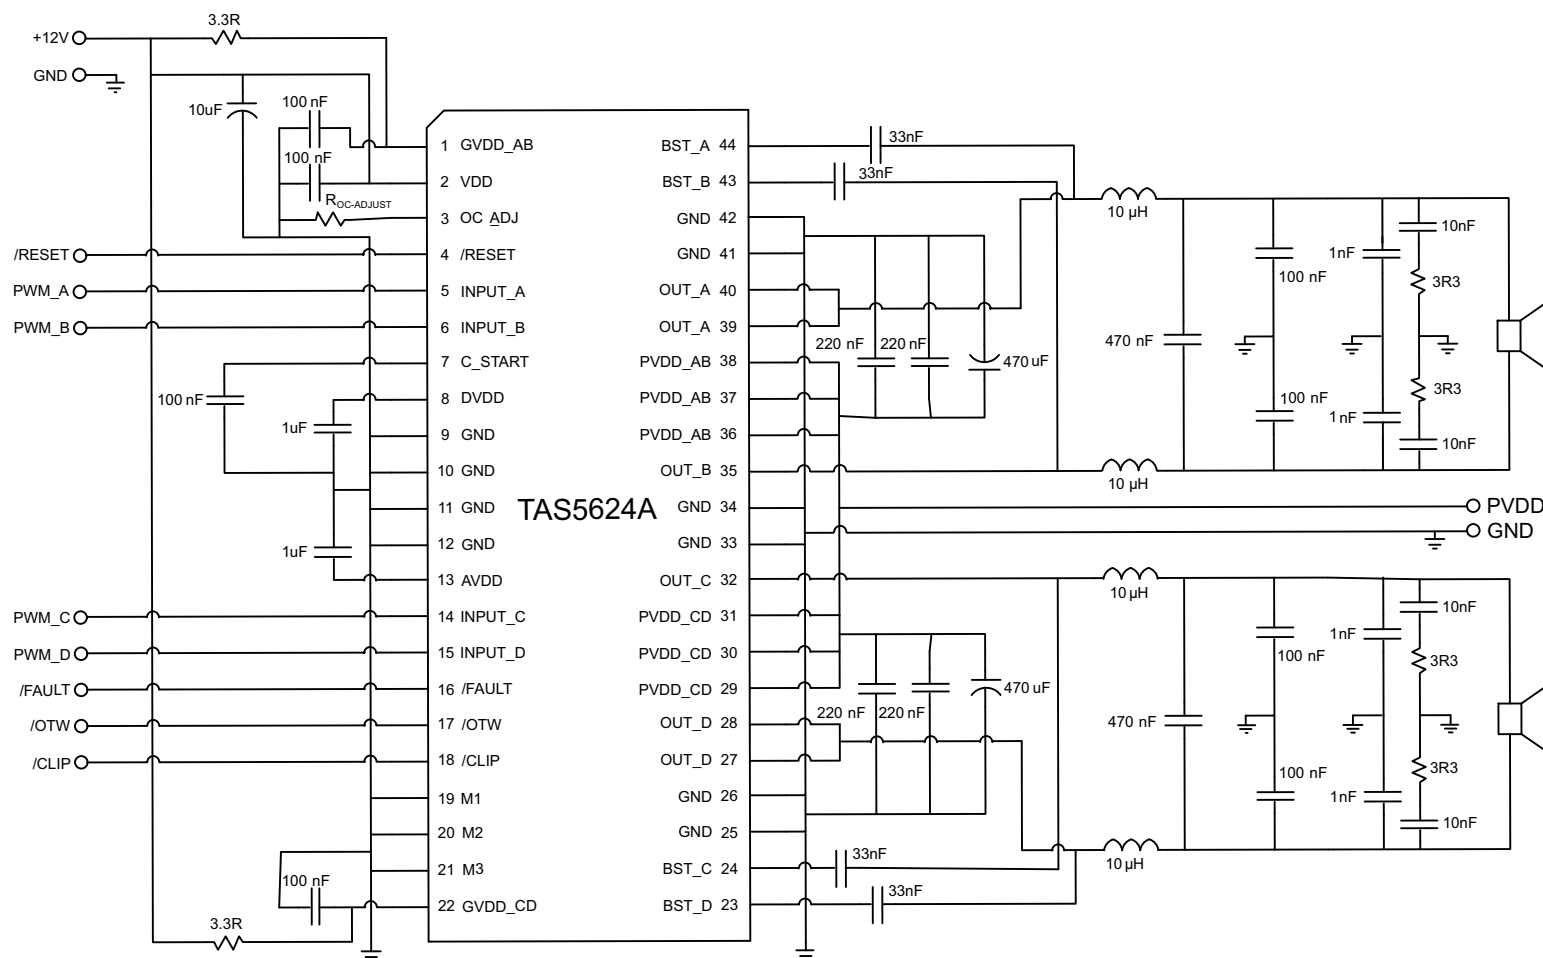 3.3R
+12V
GND
10uF
100 nF
100 nF
R OC-ADJUST
/RESET
PWM_A
PWM_B
100 nF
1uF
1uF
PWM_C
PWM_D
/FAULT
/OTW
/CLIP
100 nF
3.3R
1 GVDD_AB
2 VDD
3 OC_ADJ
4 /RESET
5 INPUT_A
6 INPUT_B
7 C_START
8 DVDD
9 GND
10 GND
11 GND
12 GND
13 AVDD
14 INPUT_C
15 INPUT_D
16 /FAULT
17 /OTW
18 /CLIP
19 M1
20 M2
21 M3
22 GVDD_CD
TAS5624A
BST_A 44
BST_B 43
GND 42
GND 41
OUT_A 40
OUT_A 39
PVDD_AB 38
PVDD_AB 37
PVDD_AB 36
OUT_B 35
GND 34
GND 33
OUT_C 32
PVDD_CD 31
PVDD_CD 30
PVDD_CD 29
OUT_D 28
OUT_D 27
GND 26
GND 25
BST_C 24
BST_D 23
33nF
33nF
220 nF
220 nF
470 uF
10 µH
10 µH
470 nF
100 nF
100 nF
1nF
1nF
10nF
3R3
3R3
10nF
PVDD
GND
220 nF
220 nF
470 uF
33nF
33nF
10 µH
10 µH
470 nF
100 nF
100 nF
1nF
1nF
10nF
3R3
3R3
10nF